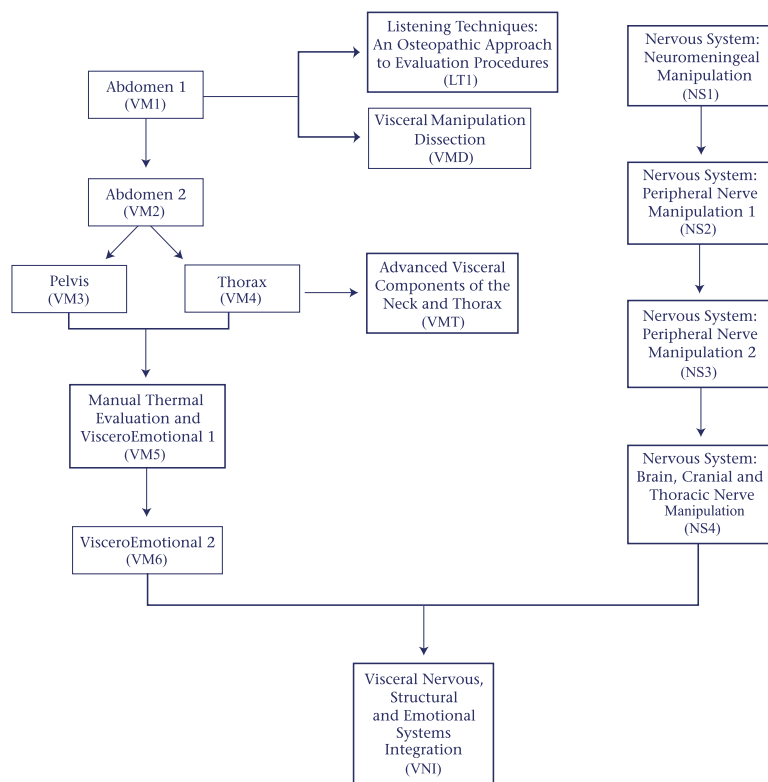 Listening Techniques:
An Osteopathic Approach
to Evaluation Procedures
(LT1)
Nervous System:
Neuromeningeal
Manipulation
(NS1)
Abdomen 1
(VM1)
Visceral Manipulation
Dissection
(VMD)
Abdomen 2
(VM2)
Nervous System:
Peripheral Nerve
Manipulation 1
(NS2)
Pelvis
(VM3)
Thorax
(VM4)
Advanced Visceral
Components of the
Neck and Thorax
(VMT)
Nervous System:
Peripheral Nerve
Manipulation 2
(NS3)
Manual Thermal
Evaluation and
VisceroEmotional 1
(VM5)
Nervous System:
Brain, Cranial and
Thoracic Nerve
Manipulation
(NS4)
VisceroEmotional 2
(VM6)
Visceral Nervous,
Structural
and Emotional
Systems
Integration
(VNI)